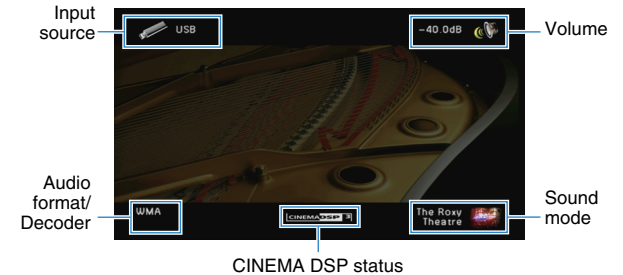 Input
source
USB
-40.0dB
Volume
Audio
format/
Decoder
WMA
CINEMA DSP 3
The Roxy
Theatre
Sound
mode
CINEMA DSP status